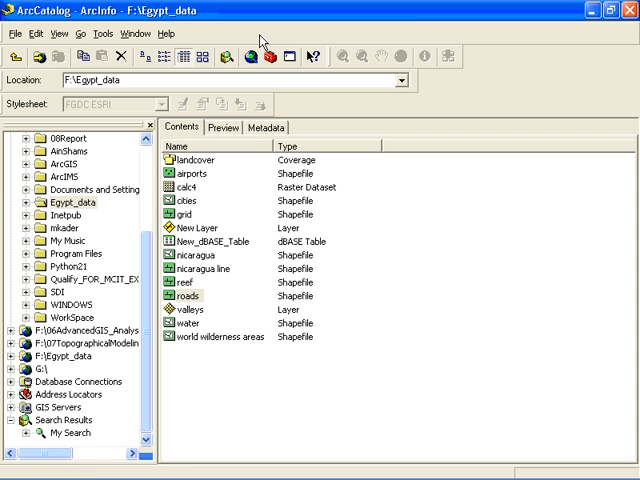 ArcCatalog - ArcInfo - F:\Egypt_data
File Edit View Go Tools Window Help
Location: F:\Egypt_data
Stylesheet: FGDC ESRI
08Report
AinShams
ArcGIS
ArcIMS
Documents and Setting
Egypt_data
Inetpub
mkader
My Music
Program Files
Python21
Qualify_FOR_MCIT_EX
SDI
WINDOWS
WorkSpace
F:\06AdvancedGIS_Analys
F:\07TopographicalModelin
F:\Egypt_data
G:\
Database Connections
Address Locators
GIS Servers
Search Results
My Search
Contents Preview Metadata
Name Type
landcover Coverage
airports Shapefile
calc4 Raster Dataset
cities Shapefile
grid Shapefile
New Layer Layer
New_dBASE_Table dBASE Table
nicaragua Shapefile
nicaragua line Shapefile
reef Shapefile
roads Shapefile
valleys Layer
water Shapefile
world wilderness areas Shapefile